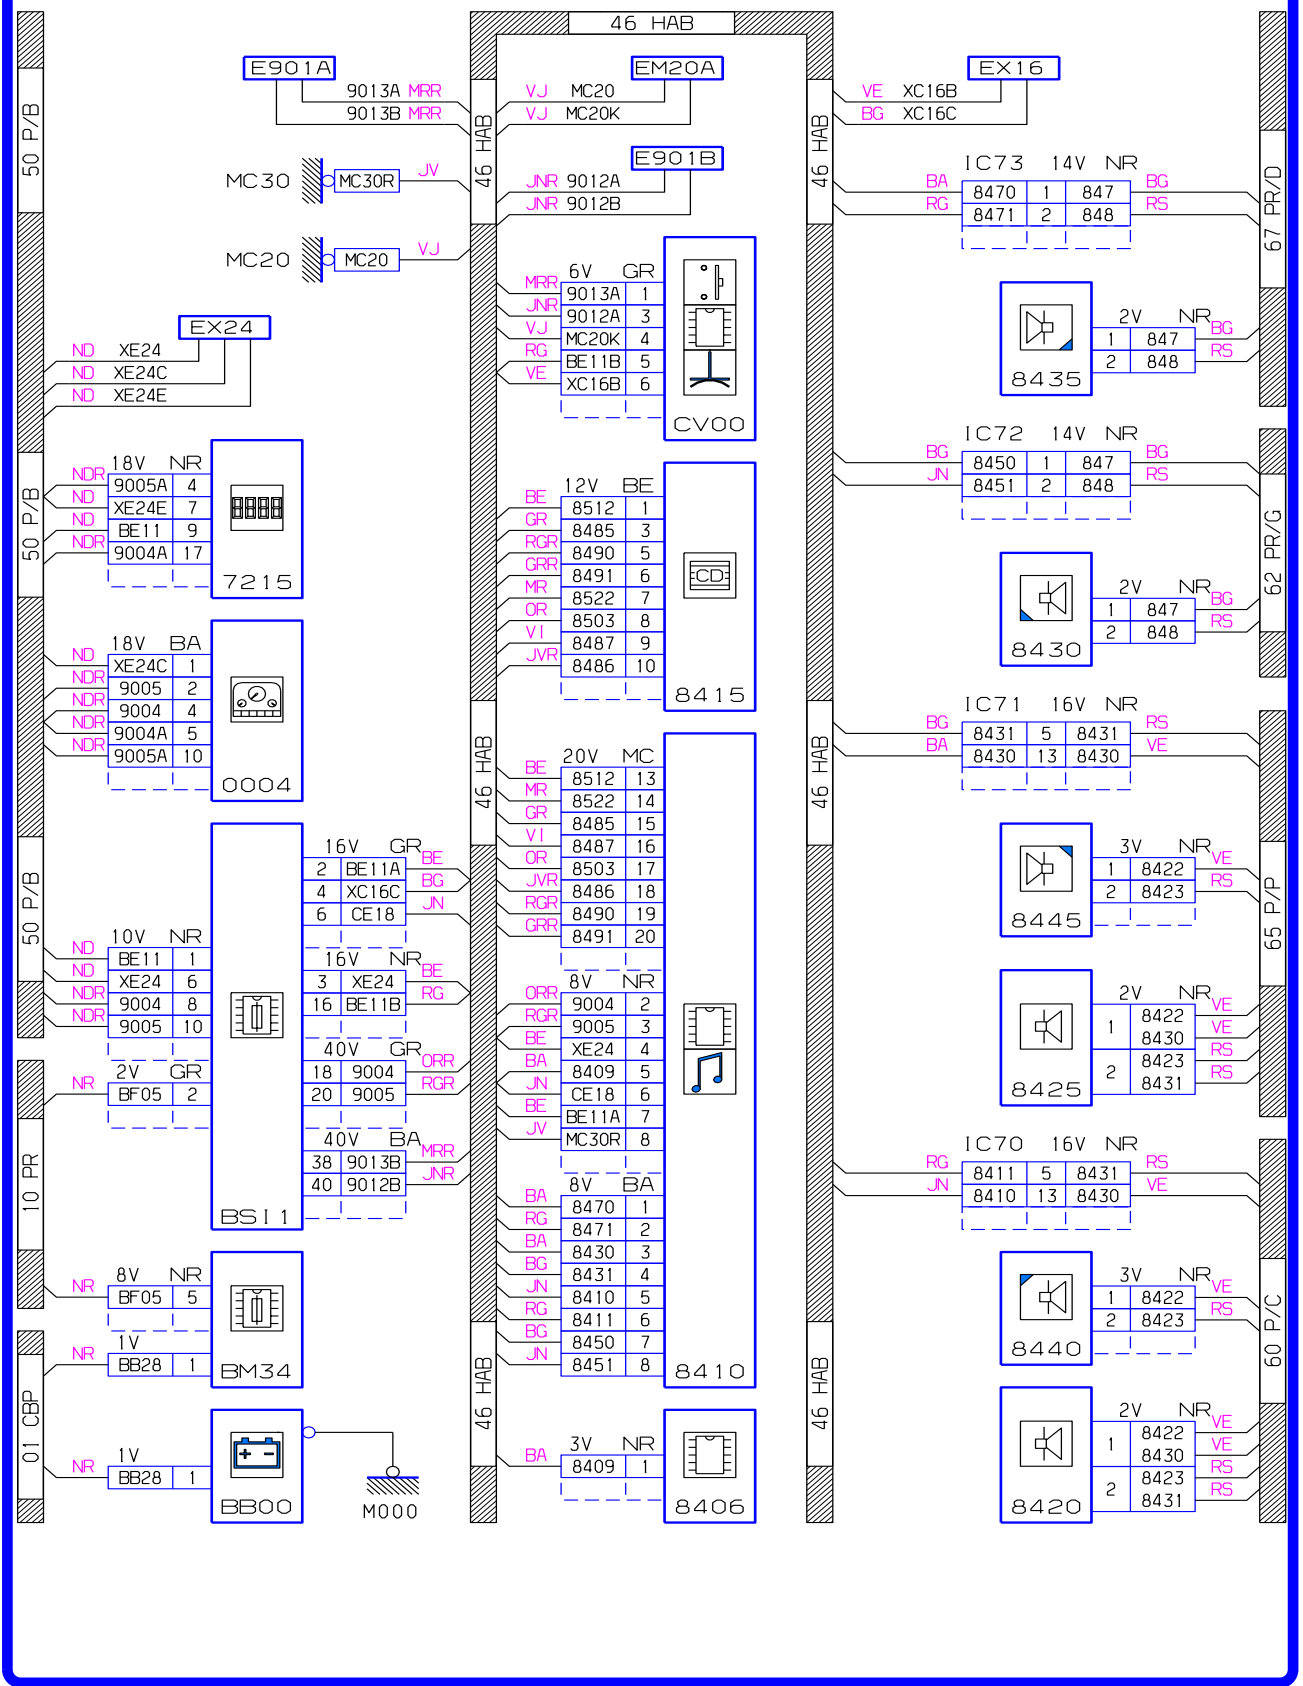 46 HAB
50 P/B
E901A
9013A MRR
9013B MRR
MC30
MC30R
JV
MC20
MC20
VJ
EX24
ND XE24
ND XE24C
ND XE24E
50 P/B
18V NR
NDR 9005A 4
ND XE24E 7
ND BE11 9
NDR 9004A 17
7215
18V BA
ND XE24C 1
NDR 9005 2
NDR 9004 4
NDR 9004A 5
NDR 9005A 10
0004
50 P/B
16V GR
2 BE11A BE
4 XC16C BG
6 CE18 JN
10V NR
ND BE11 1
ND XE24 6
NDR 9004 8
NDR 9005 10
16V NR
3 XE24 BE
16 BE11B RG
40V GR
18 9004 ORR
20 9005 RGR
2V GR
NR BF05 2
40V BA
38 9013B MRR
40 9012B JNR
BSI1
10 PR
8V NR
NR BF05 5
1V
NR BB28 1
BM34
01 CBP
1V
NR BB28 1
+ −
BB00
M000
46 HAB
EM20A
VJ MC20
VJ MC20K
E901B
JNR 9012A
JNR 9012B
6V GR
MRR 9013A 1
JNR 9012A 3
VJ MC20K 4
RG BE11B 5
VE XC16B 6
CV00
12V BE
BE 8512 1
GR 8485 3
RGR 8490 5
GRR 8491 6
MR 8522 7
OR 8503 8
VI 8487 9
JVR 8486 10
CD
8415
46 HAB
20V MC
BE 8512 13
MR 8522 14
GR 8485 15
VI 8487 16
OR 8503 17
JVR 8486 18
RGR 8490 19
GRR 8491 20
8V NR
ORR 9004 2
RGR 9005 3
BE XE24 4
BA 8409 5
JN CE18 6
BE BE11A 7
JV MC30R 8
8V BA
BA 8470 1
RG 8471 2
BA 8430 3
BG 8431 4
JN 8410 5
RG 8411 6
BG 8450 7
JN 8451 8
8410
46 HAB
3V NR
BA 8409 1
8406
46 HAB
EX16
VE XC16B
BG XC16C
IC73 14V NR
BA 8470 1 847 BG
RG 8471 2 848 RS
67 PR/D
2V NR
1 847 BG
2 848 RS
8435
IC72 14V NR
BG 8450 1 847 BG
JN 8451 2 848 RS
62 PR/G
2V NR
1 847 BG
2 848 RS
8430
46 HAB
IC71 16V NR
BG 8431 5 8431 RS
BA 8430 13 8430 VE
65 P/P
3V NR
1 8422 VE
2 8423 RS
8445
2V NR
1 8422 VE
8430 VE
2 8423 RS
8431 RS
8425
IC70 16V NR
RG 8411 5 8431 RS
JN 8410 13 8430 VE
60 P/C
3V NR
1 8422 VE
2 8423 RS
8440
46 HAB
2V NR
1 8422 VE
8430 VE
2 8423 RS
8431 RS
8420